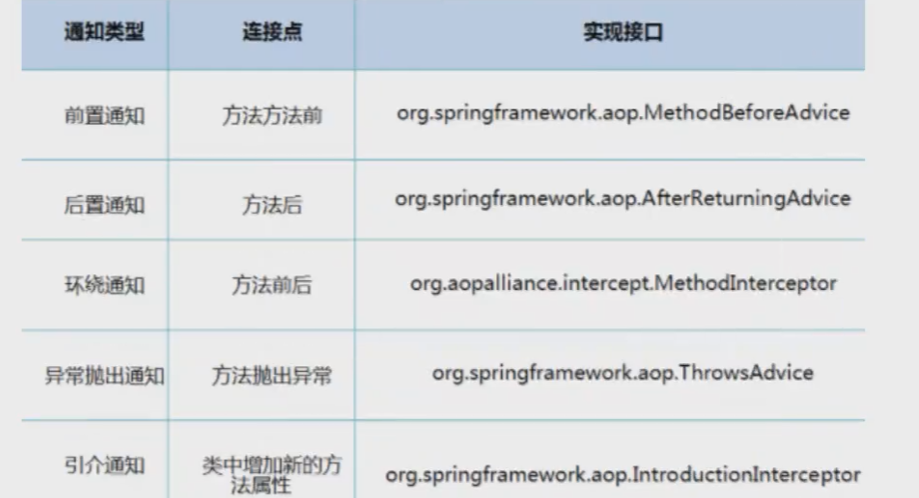 通知类型 连接点 实现接口
前置通知 方法方法前 org.springframework.aop.MethodBeforeAdvice
后置通知 方法后 org.springframework.aop.AfterReturningAdvice
环绕通知 方法前后 org.aopalliance.intercept.MethodInterceptor
异常抛出通知 方法抛出异常 org.springframework.aop.ThrowsAdvice
引介通知 类中增加新的方
法属性 org.springframework.aop.IntroductionInterceptor